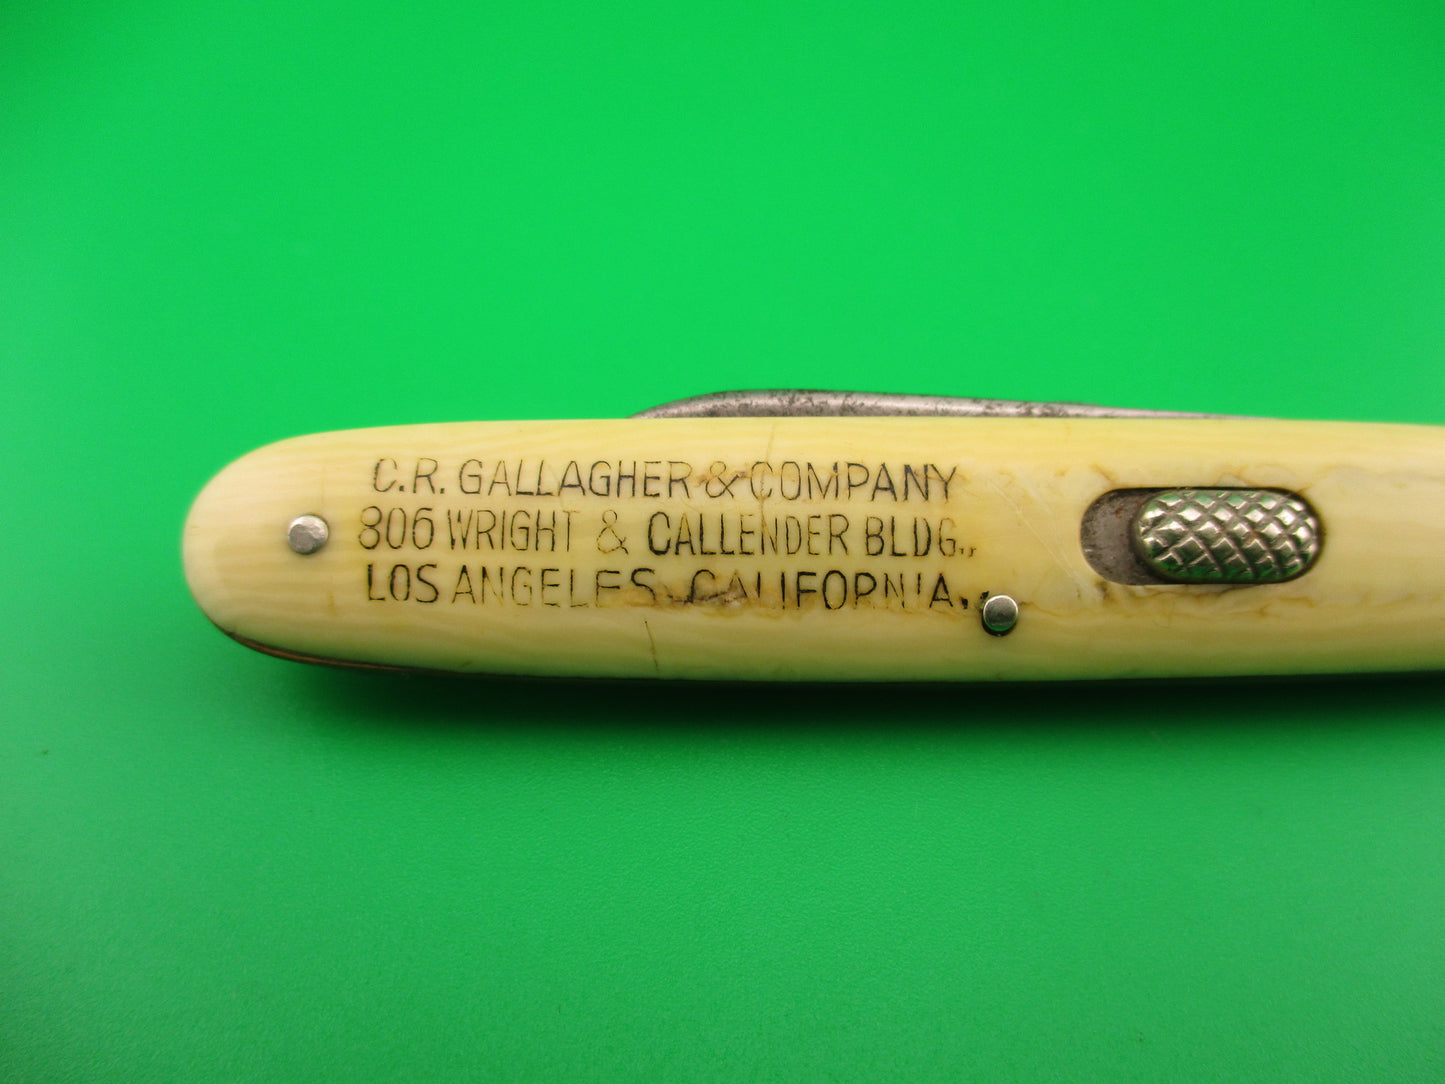 C.R. GALLAGHER & COMPANY
806 WRIGHT & CALLENDER BLDG.,
LOS ANGELES, CALIFORNIA.